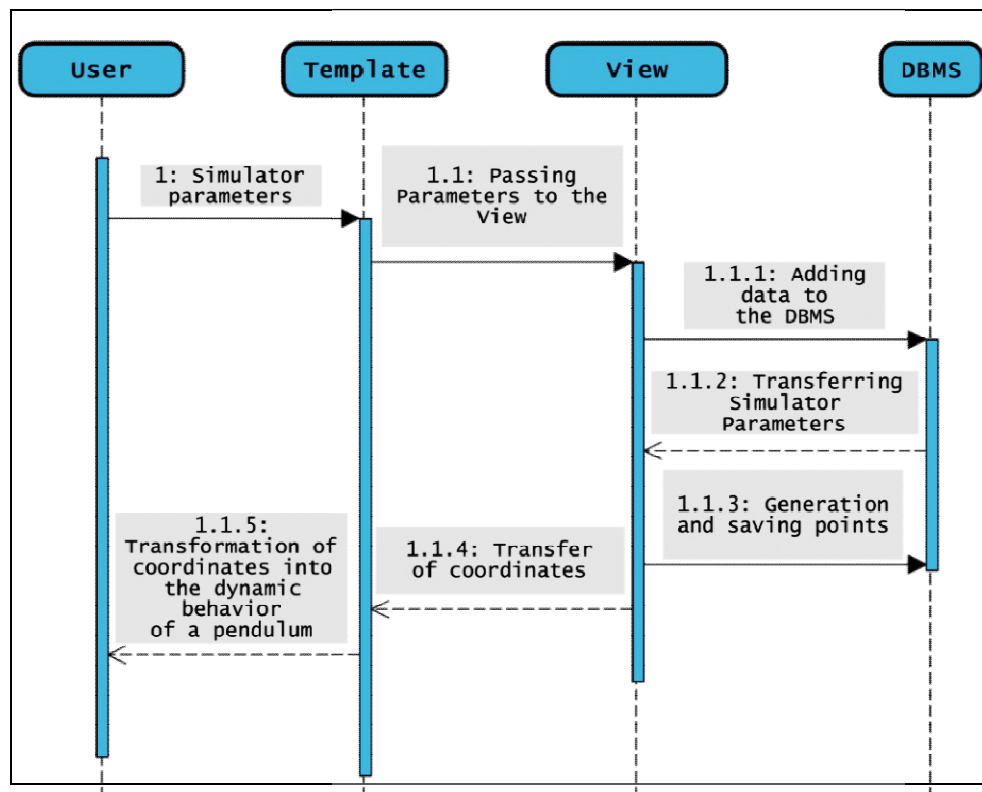 User
Template
View
DBMS
1: Simulator
parameters
1.1: Passing
Parameters to the
View
1.1.1: Adding
data to
the DBMS
1.1.2: Transferring
Simulator
Parameters
1.1.3: Generation
and saving points
1.1.4: Transfer
of coordinates
1.1.5:
Transformation of
coordinates into
the dynamic
behavior
of a pendulum